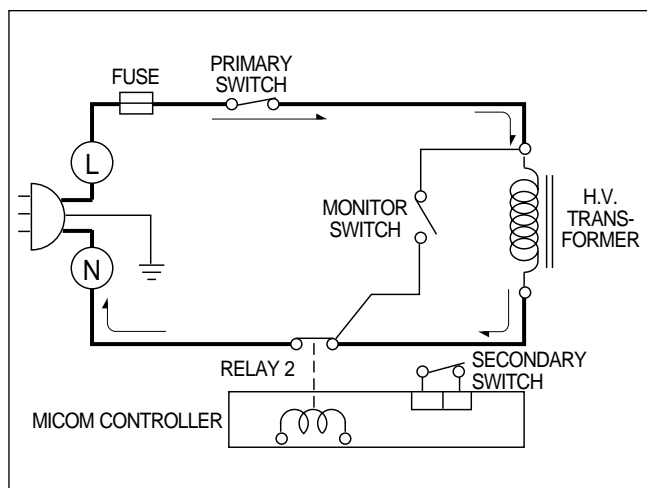 PRIMARY
SWITCH
FUSE
L
MONITOR
SWITCH
H.V.
TRANS-
FORMER
N
RELAY 2
SECONDARY
SWITCH
MICOM CONTROLLER